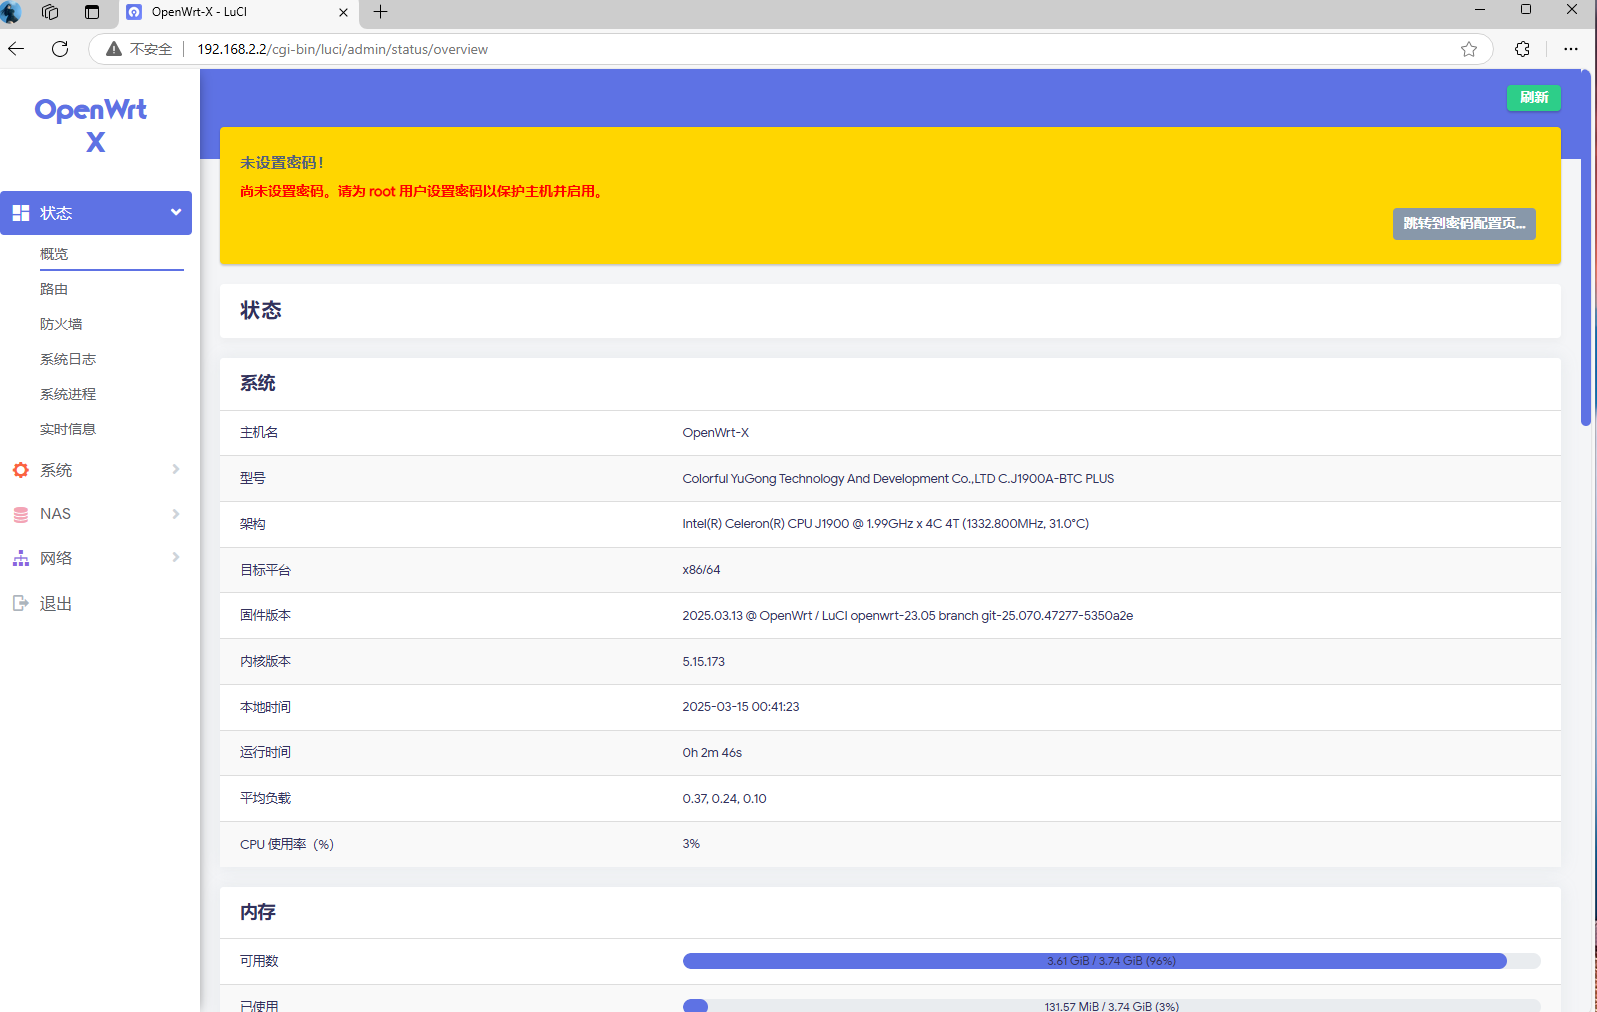 OpenWrt-X - LuCI
不安全
192.168.2.2/cgi-bin/luci/admin/status/overview
OpenWrt
X
状态
概览
路由
防火墙
系统日志
系统进程
实时信息
系统
NAS
网络
退出
刷新
未设置密码!
尚未设置密码。请为 root 用户设置密码以保护主机并启用。
跳转到密码配置页...
状态
系统
主机名 OpenWrt-X
型号 Colorful YuGong Technology And Development Co.,LTD C.J1900A-BTC PLUS
架构 Intel(R) Celeron(R) CPU J1900 @ 1.99GHz x 4C 4T (1332.800MHz, 31.0°C)
目标平台 x86/64
固件版本 2025.03.13 @ OpenWrt / LuCI openwrt-23.05 branch git-25.070.47277-5350a2e
内核版本 5.15.173
本地时间 2025-03-15 00:41:23
运行时间 0h 2m 46s
平均负载 0.37, 0.24, 0.10
CPU 使用率（%） 3%
内存
可用数 3.61 GiB / 3.74 GiB (96%)
已使用 131.57 MiB / 3.74 GiB (3%)